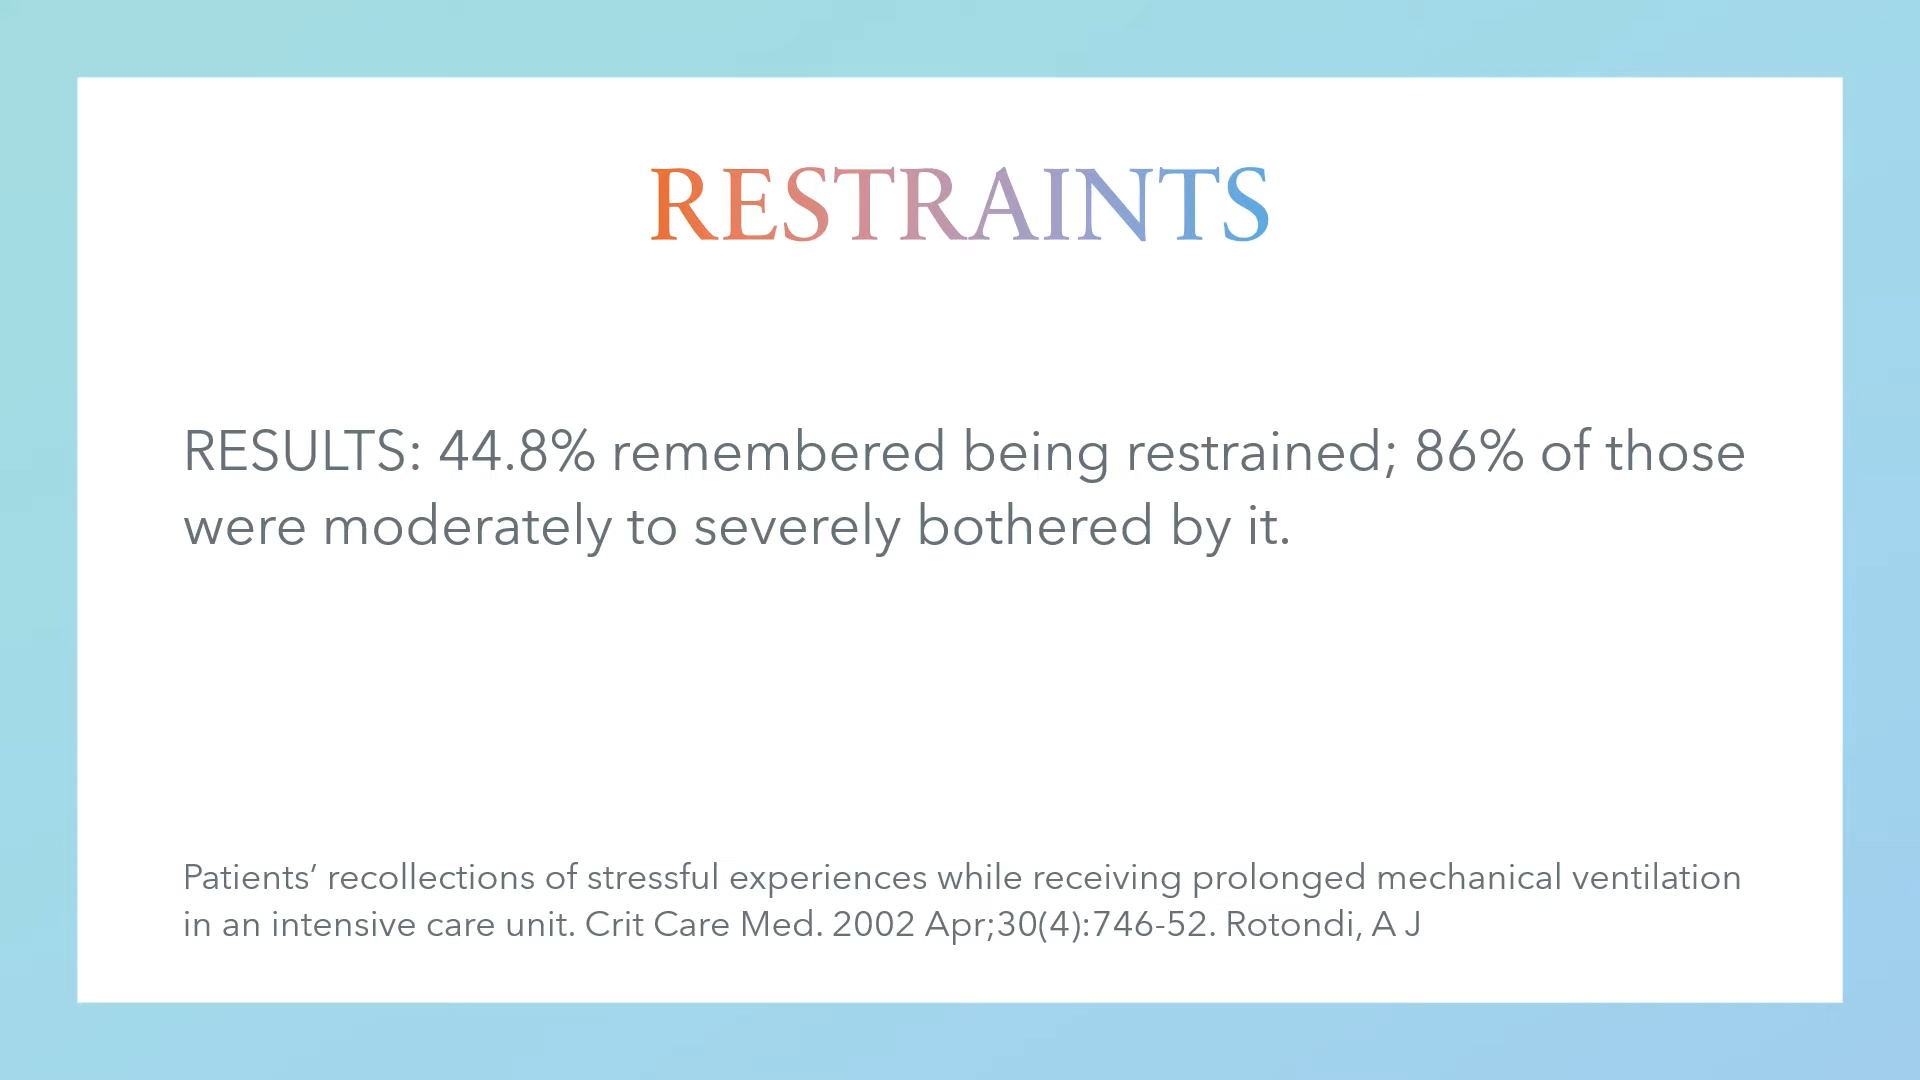 RESTRAINTS
RESULTS: 44.8% remembered being restrained; 86% of those
were moderately to severely bothered by it.
Patients’ recollections of stressful experiences while receiving prolonged mechanical ventilation
in an intensive care unit. Crit Care Med. 2002 Apr;30(4):746-52. Rotondi, A J